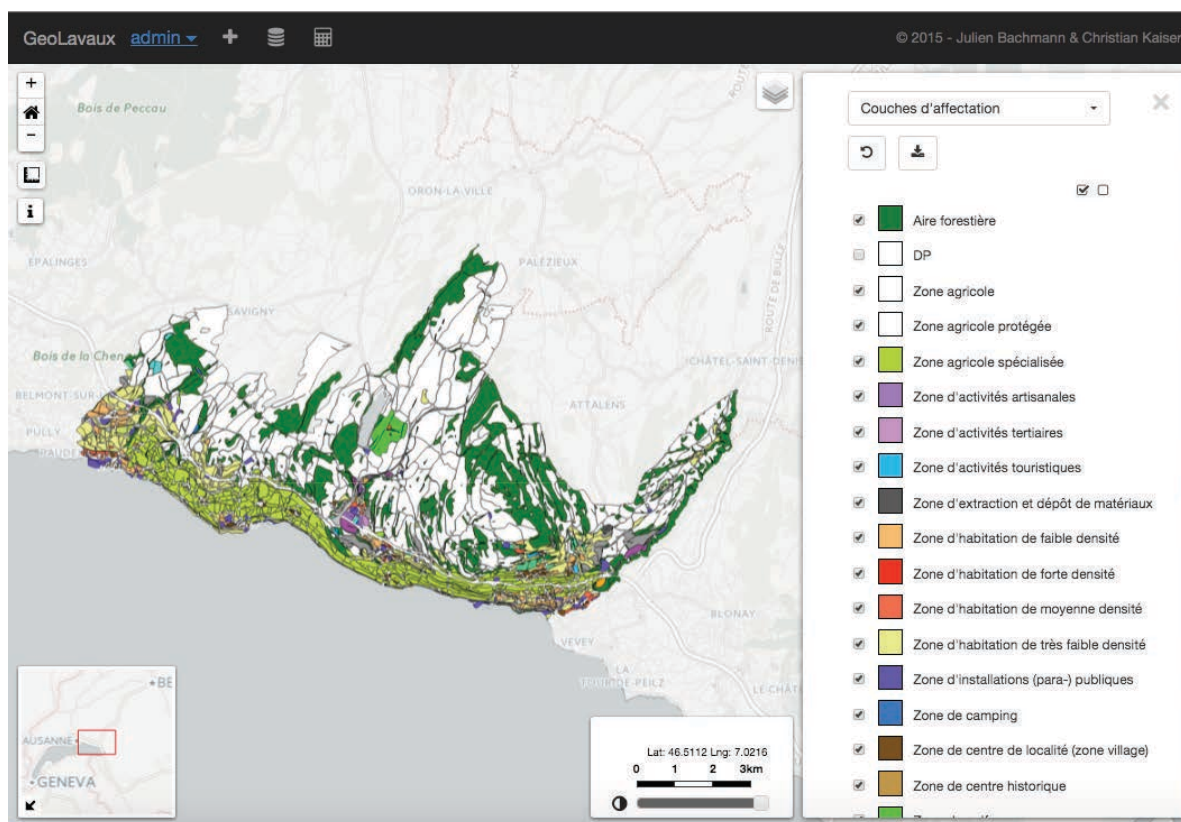 GeoLavaux admin
© 2015 - Julien Bachmann & Christian Kaiser
+
−
i
Bois de Peccau
ORON-LA-VILLE
EPALINGES
PALÉZIEUX
ROUTE DE BULLE
SAVIGNY
Bois de la Chen
CHÂTEL-SAINT-DENIS
BELMONT-SUR-L
ATTALENS
PULLY
BLONAY
VEVEY
LA
TOUR-DE-PEILZ
LE-CHÂT
BE
AUSANNE
GENEVA
Lat: 46.5112 Lng: 7.0216
0 1 2 3km
Couches d'affectation
Aire forestière
DP
Zone agricole
Zone agricole protégée
Zone agricole spécialisée
Zone d'activités artisanales
Zone d'activités tertiaires
Zone d'activités touristiques
Zone d'extraction et dépôt de matériaux
Zone d'habitation de faible densité
Zone d'habitation de forte densité
Zone d'habitation de moyenne densité
Zone d'habitation de très faible densité
Zone d'installations (para-) publiques
Zone de camping
Zone de centre de localité (zone village)
Zone de centre historique